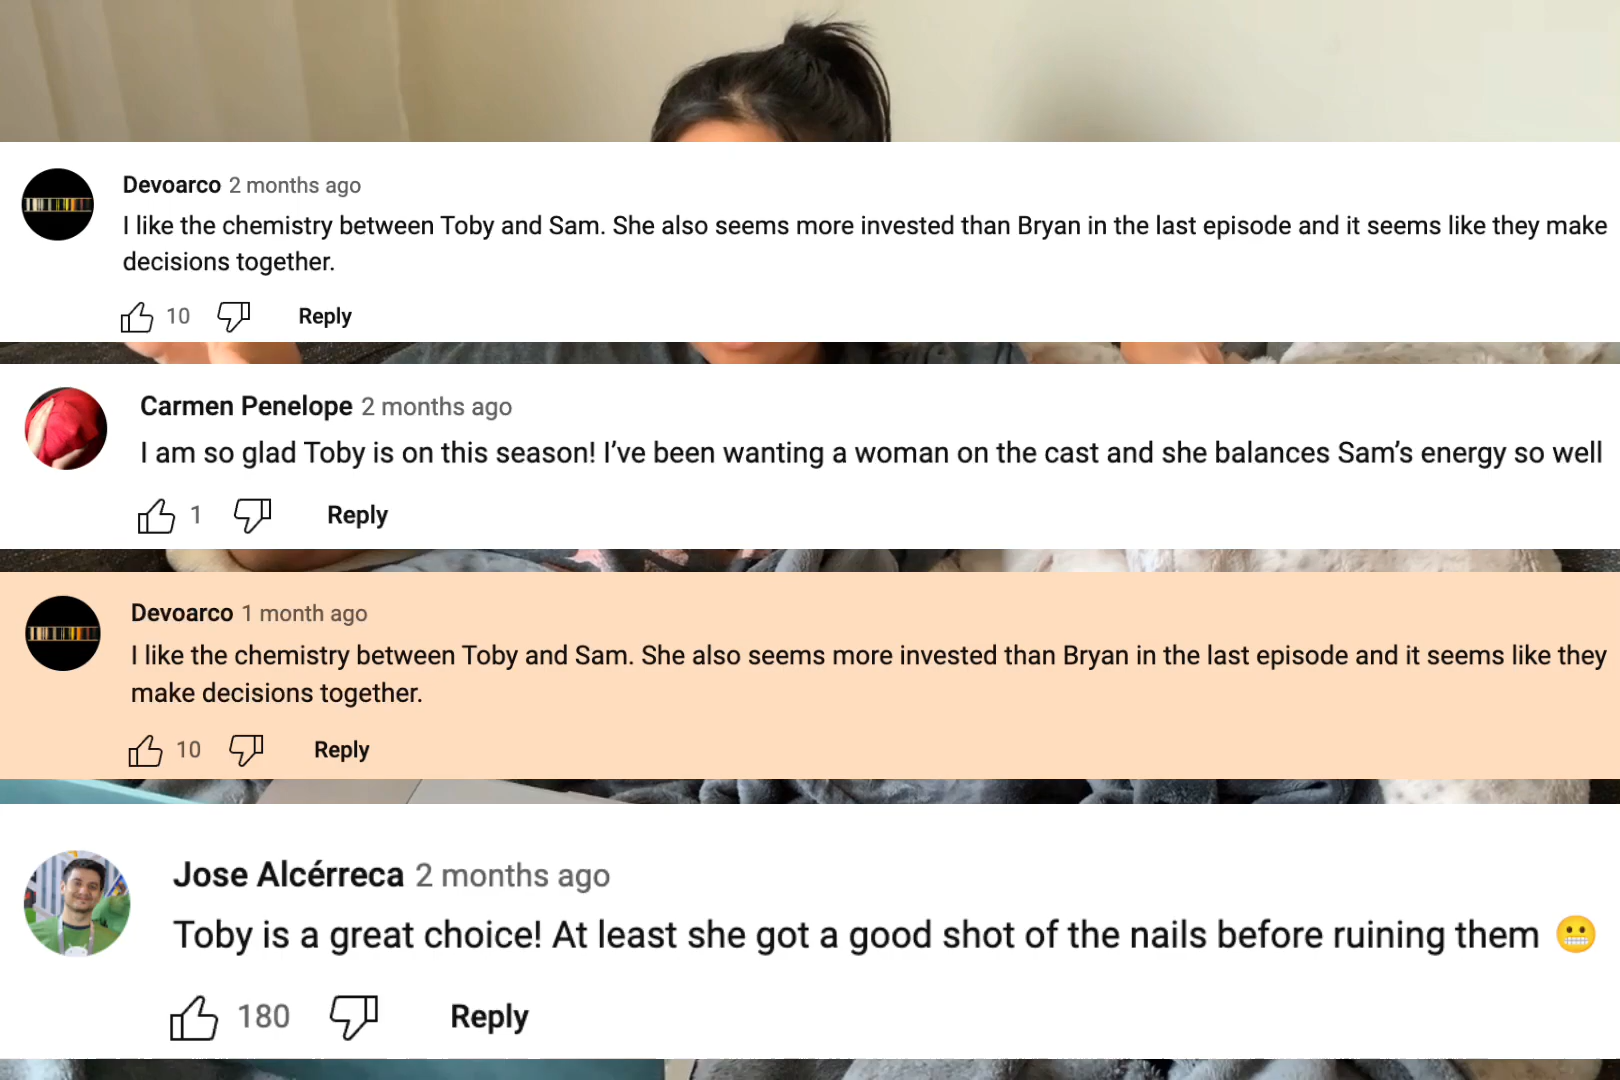 Devoarco 2 months ago
I like the chemistry between Toby and Sam. She also seems more invested than Bryan in the last episode and it seems like they make
decisions together.
10 Reply
Carmen Penelope 2 months ago
I am so glad Toby is on this season! I’ve been wanting a woman on the cast and she balances Sam’s energy so well
1 Reply
Devoarco 1 month ago
I like the chemistry between Toby and Sam. She also seems more invested than Bryan in the last episode and it seems like they
make decisions together.
10 Reply
Jose Alcérreca 2 months ago
Toby is a great choice! At least she got a good shot of the nails before ruining them 😬
180 Reply